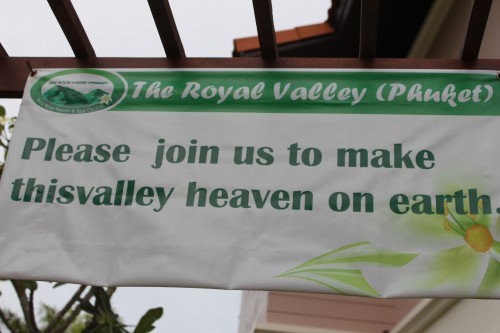 The Royal Valley (Phuket)
Please join us to make
thisvalley heaven on earth.